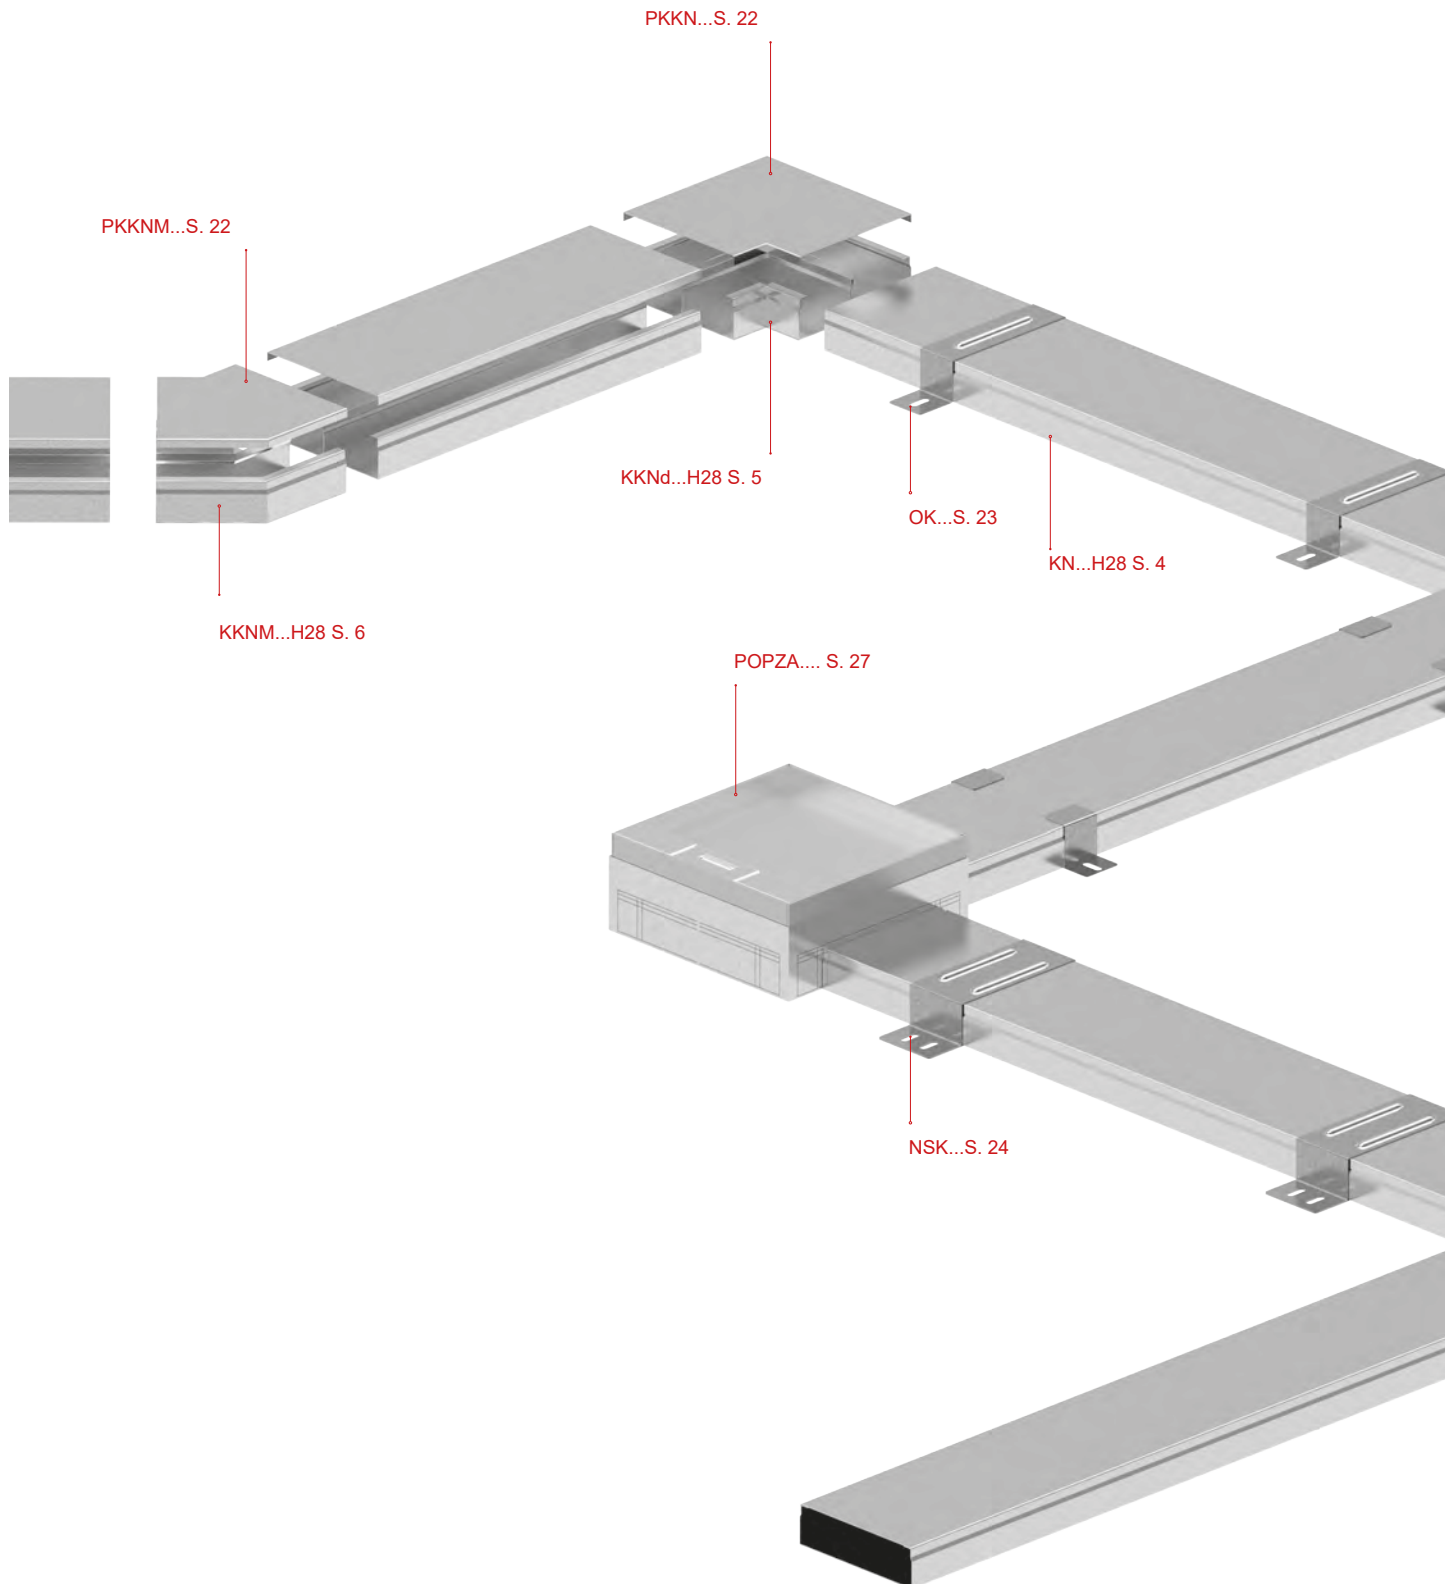 PKKN...S. 22
PKKNM...S. 22
KKNd...H28 S. 5
OK...S. 23
KN...H28 S. 4
KKNM...H28 S. 6
POPZA.... S. 27
NSK...S. 24